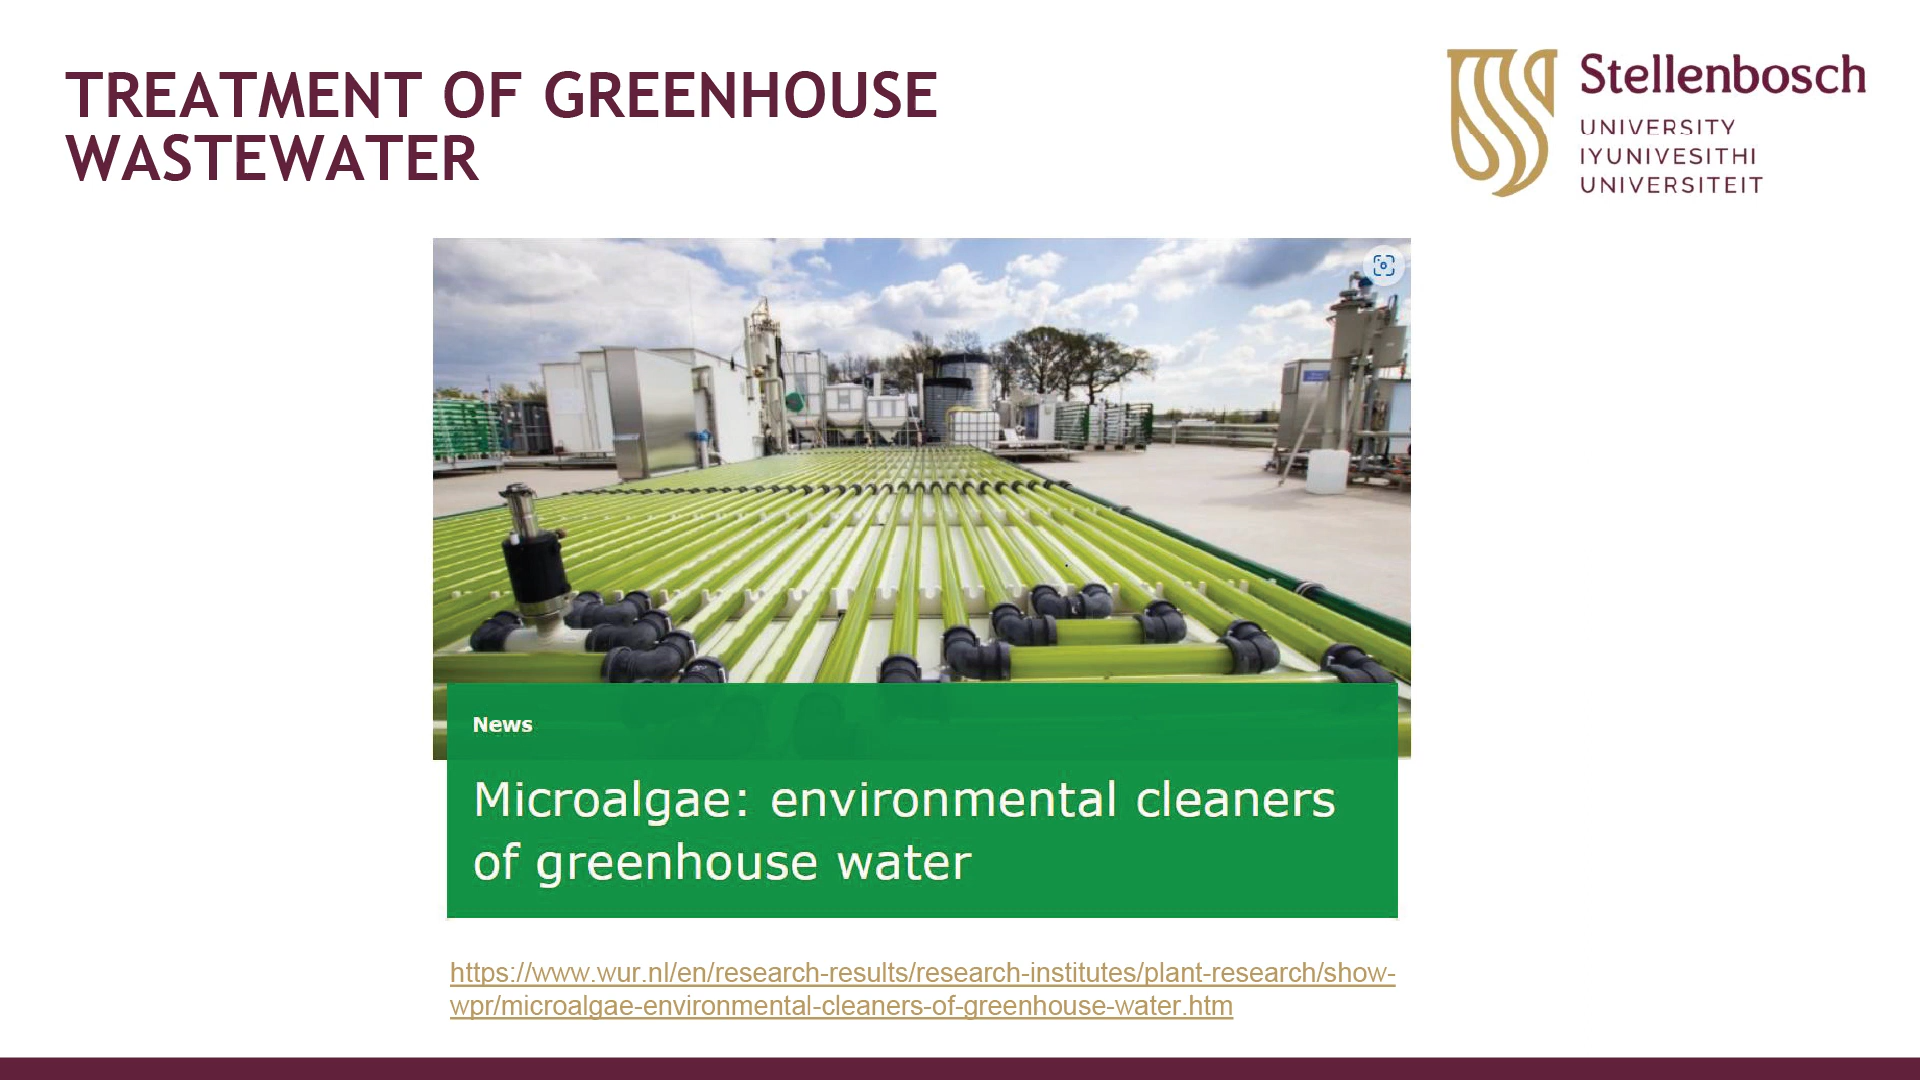 TREATMENT OF GREENHOUSE
WASTEWATER
Stellenbosch
UNIVERSITY
IYUNIVESITHI
UNIVERSITEIT
News
Microalgae: environmental cleaners
of greenhouse water
https://www.wur.nl/en/research-results/research-institutes/plant-research/show-
wpr/microalgae-environmental-cleaners-of-greenhouse-water.htm